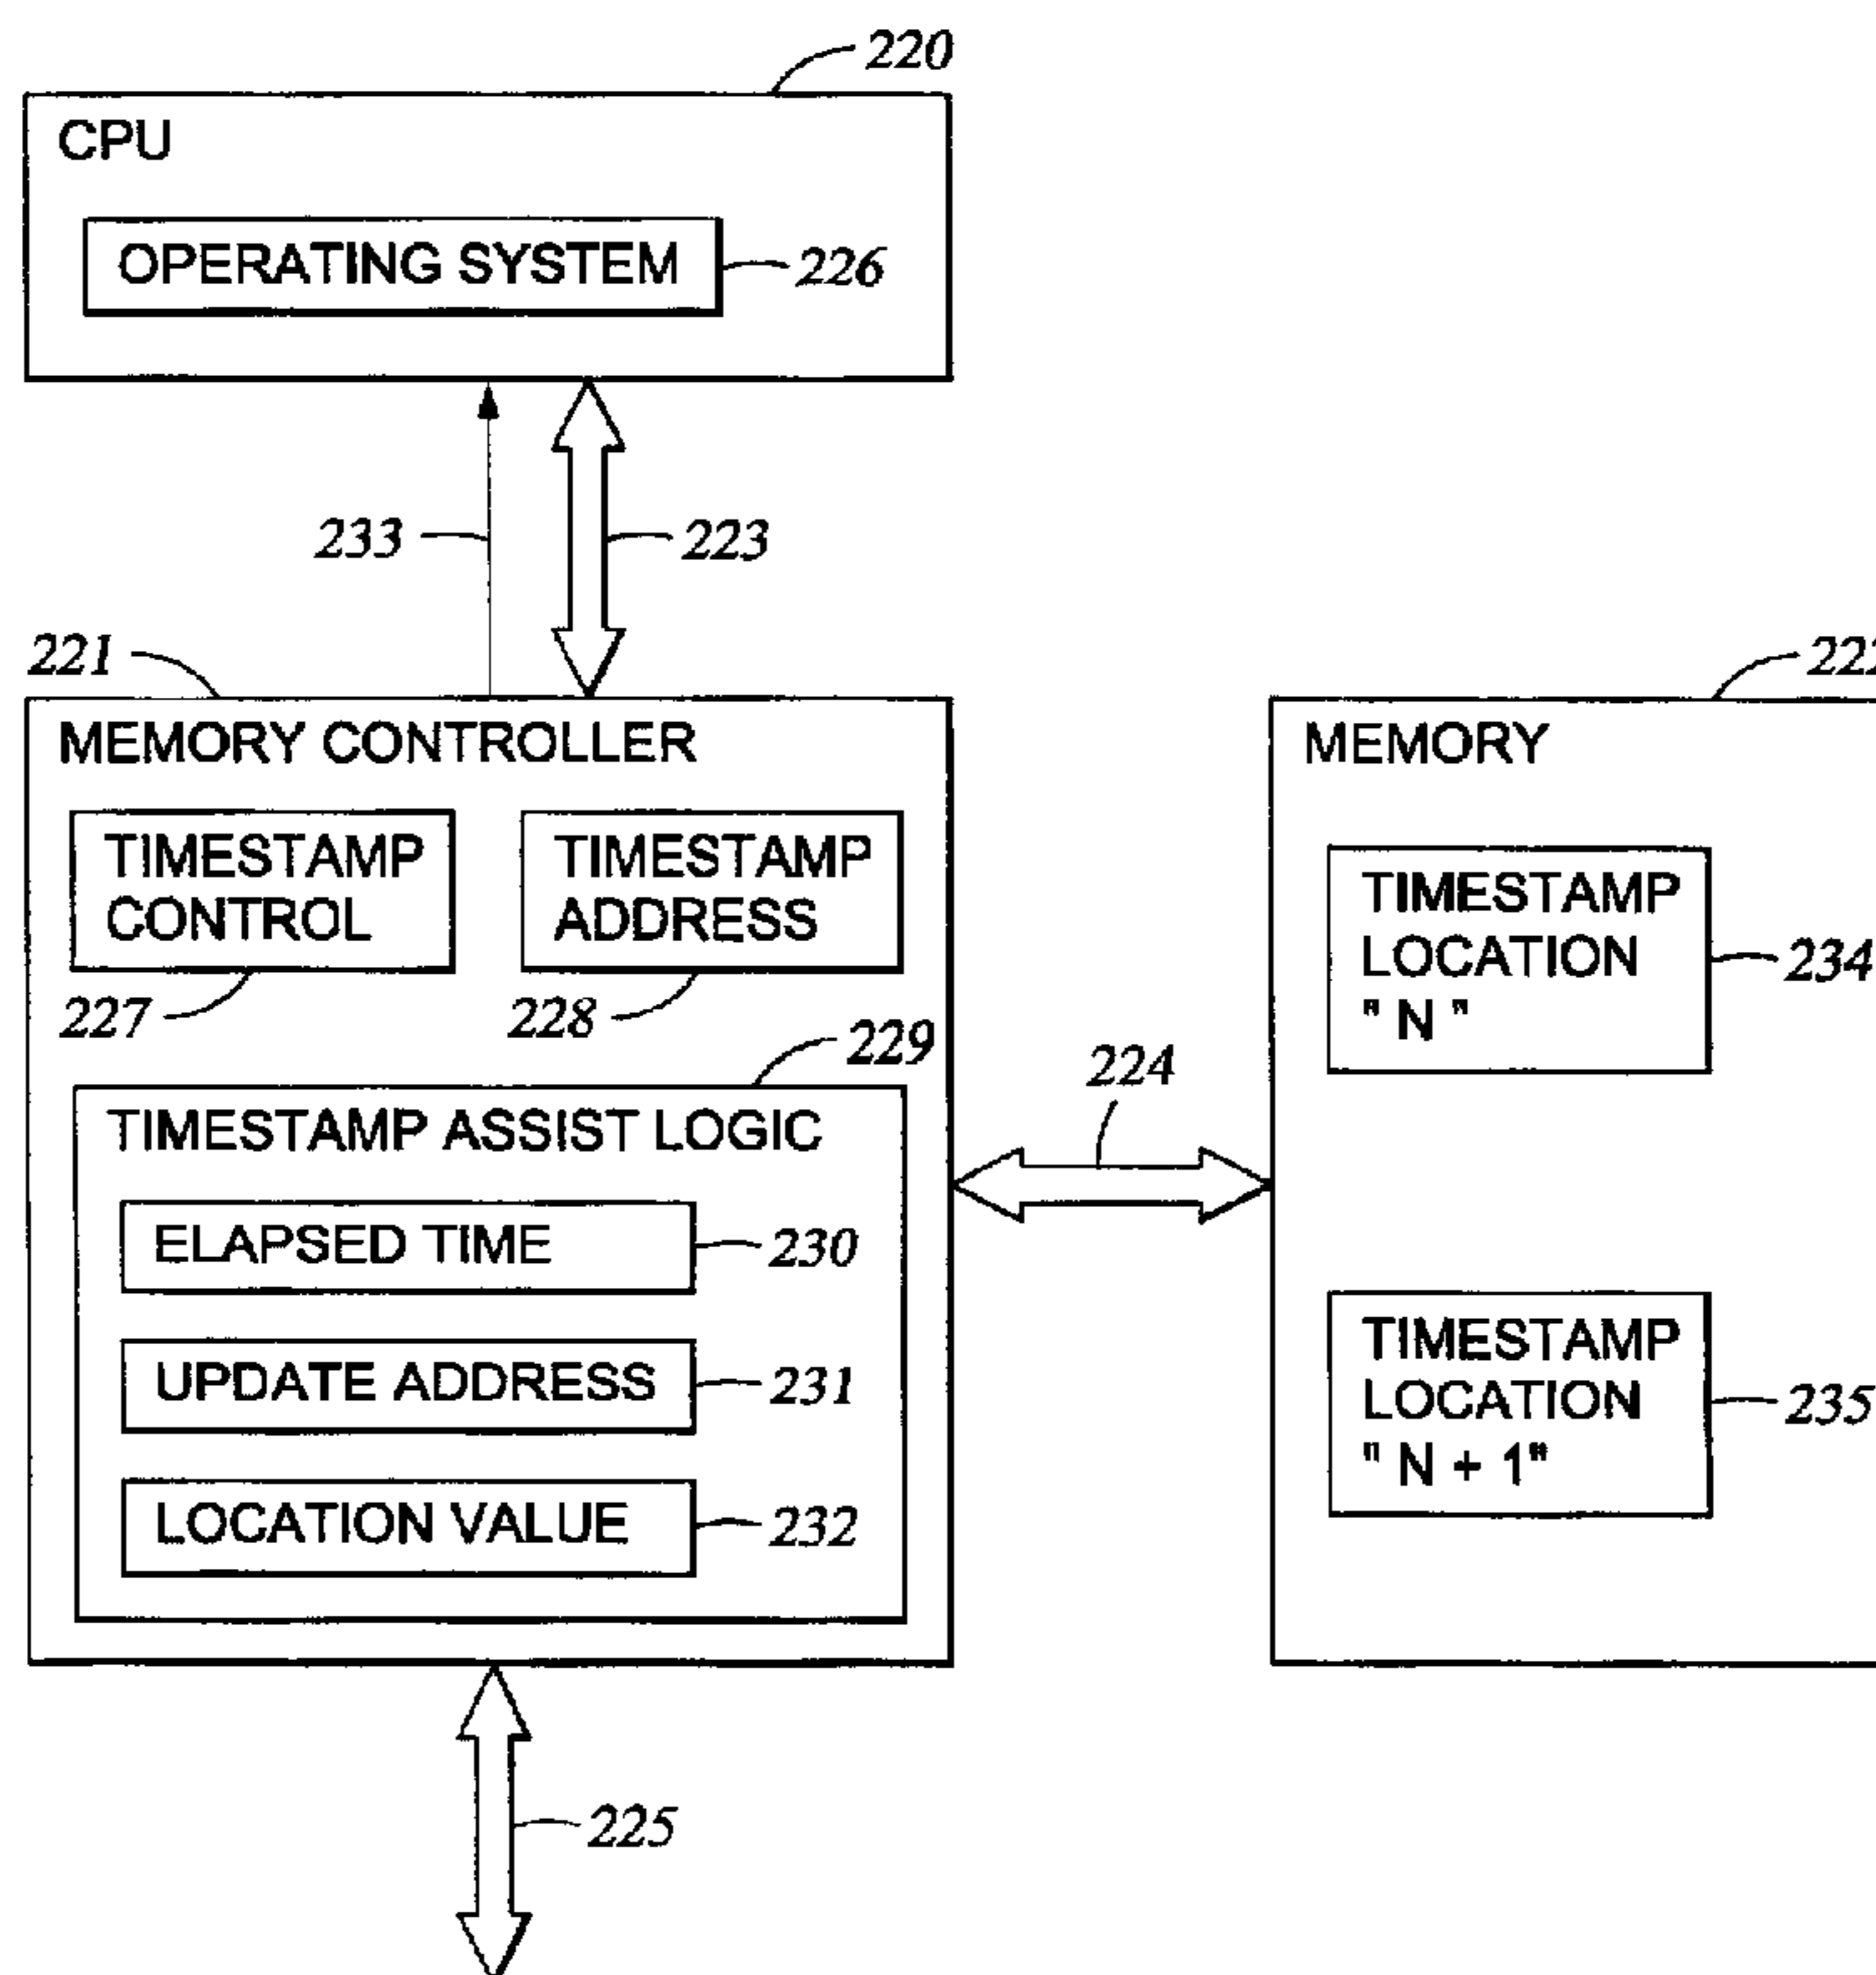 220
CPU
OPERATING SYSTEM
226
233
223
221
MEMORY CONTROLLER
TIMESTAMP
CONTROL
227
TIMESTAMP
ADDRESS
228
229
TIMESTAMP ASSIST LOGIC
ELAPSED TIME
230
UPDATE ADDRESS
231
LOCATION VALUE
232
224
222
MEMORY
TIMESTAMP
LOCATION
" N "
234
TIMESTAMP
LOCATION
" N + 1"
235
225